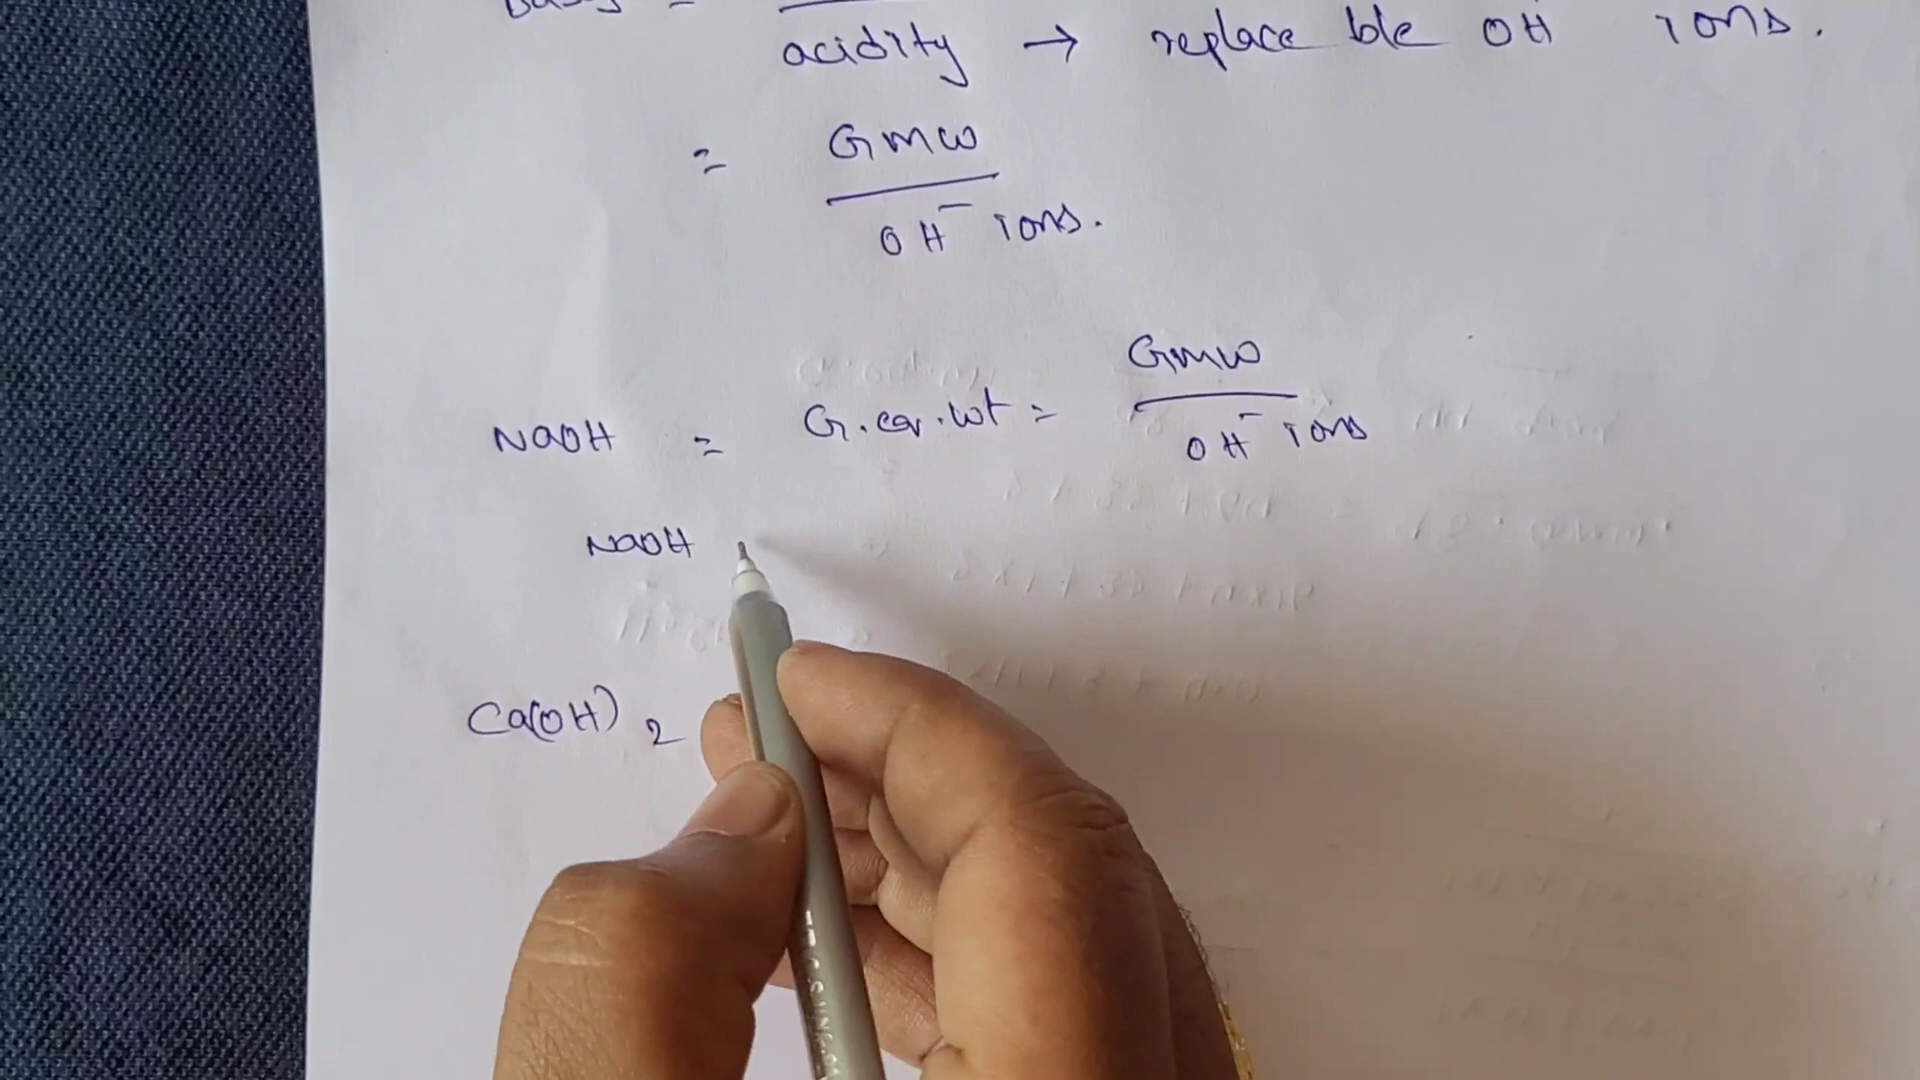 acidity → replace ble OH ions.
= GMW
OH⁻ ions.
NaOH = G.eq.wt = GMW
OH⁻ ions
NaOH
Ca(OH)₂